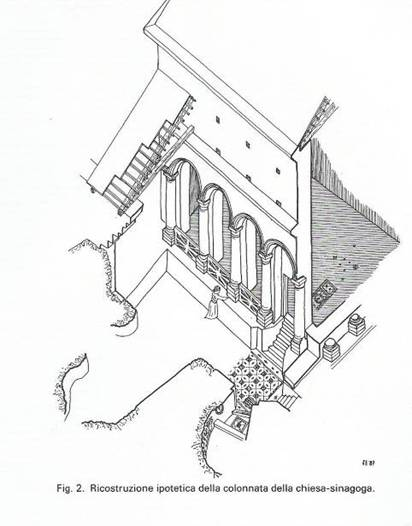 Fig. 2. Ricostruzione ipotetica della colonnata della chiesa-sinagoga.